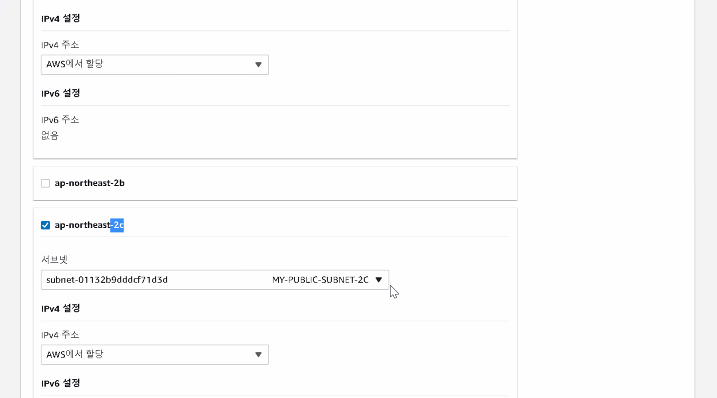 IPv4 설정
IPv4 주소
AWS에서 할당
IPv6 설정
IPv6 주소
없음
ap-northeast-2b
ap-northeast-2c
서브넷
subnet-01132b9dddcf71d3d MY-PUBLIC-SUBNET-2C
IPv4 설정
IPv4 주소
AWS에서 할당
IPv6 설정